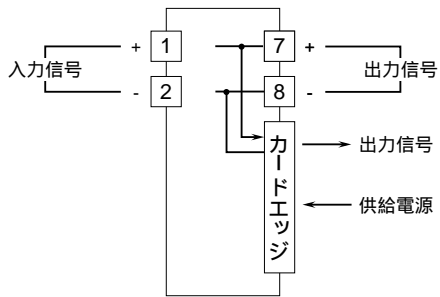 + 1 7 +
入力信号 出力信号
- 2 8 -
カードエッジ
出力信号
供給電源